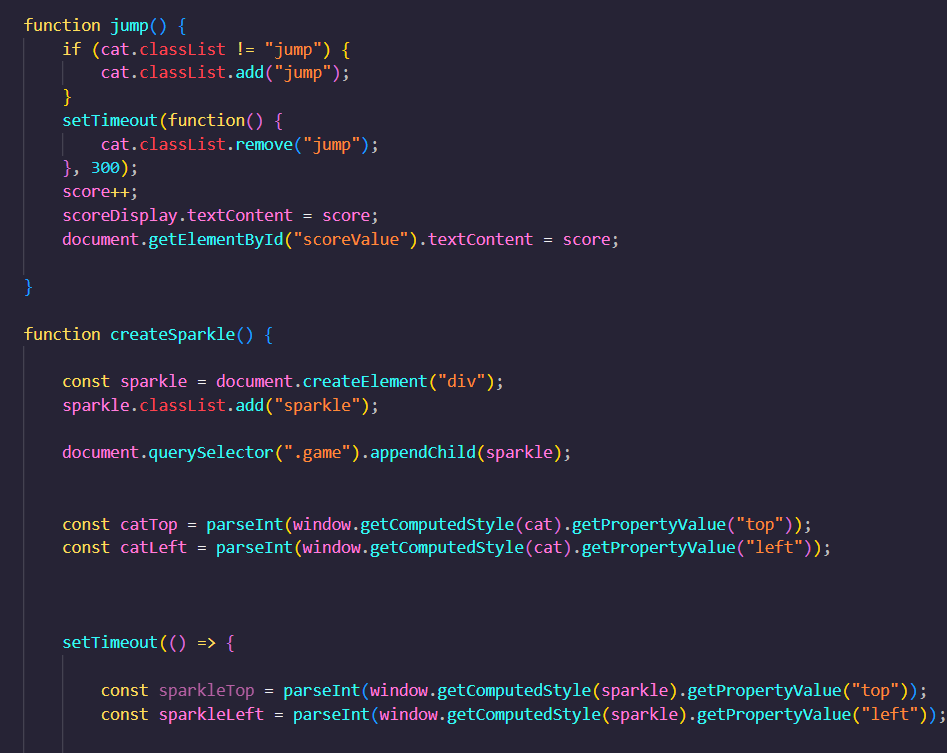 function jump() {
    if (cat.classList != "jump") {
        cat.classList.add("jump");
    }
    setTimeout(function() {
        cat.classList.remove("jump");
    }, 300);
    score++;
    scoreDisplay.textContent = score;
    document.getElementById("scoreValue").textContent = score;
}
function createSparkle() {
    const sparkle = document.createElement("div");
    sparkle.classList.add("sparkle");
    document.querySelector(".game").appendChild(sparkle);
    const catTop = parseInt(window.getComputedStyle(cat).getPropertyValue("top"));
    const catLeft = parseInt(window.getComputedStyle(cat).getPropertyValue("left"));
    setTimeout(() => {
        const sparkleTop = parseInt(window.getComputedStyle(sparkle).getPropertyValue("top"));
        const sparkleLeft = parseInt(window.getComputedStyle(sparkle).getPropertyValue("left"));